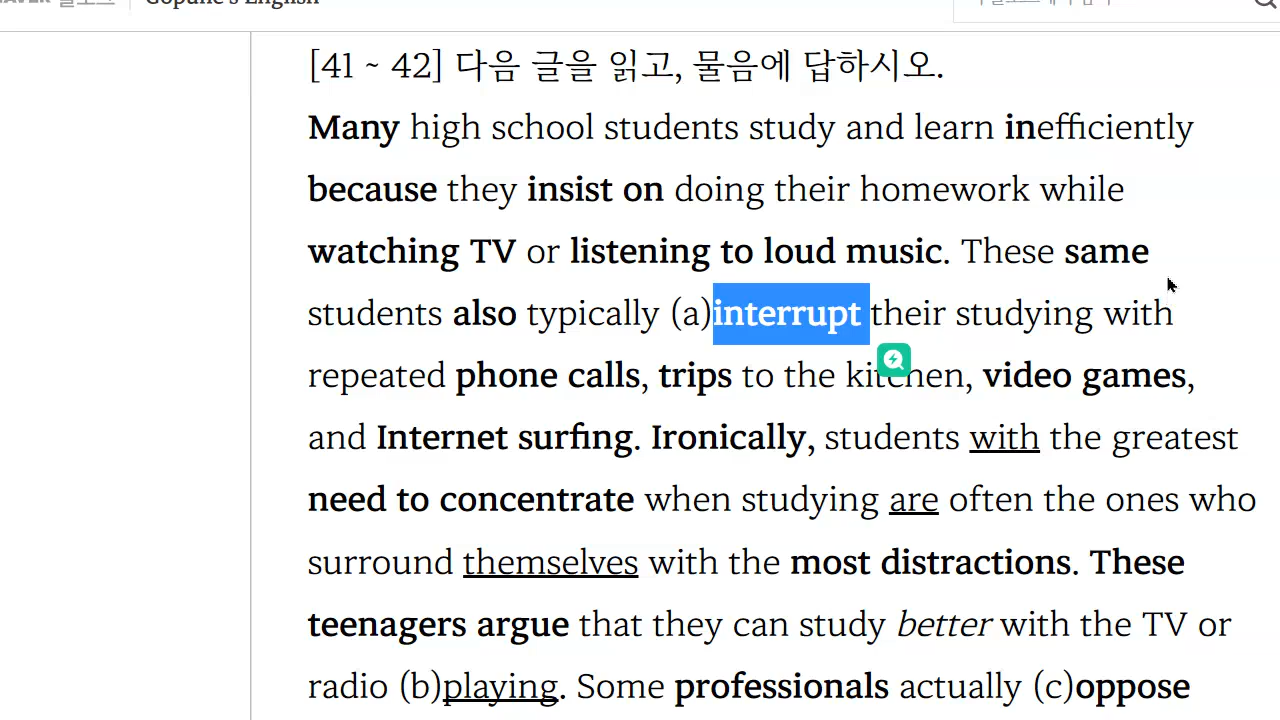 Gopune's English
[41 ~ 42] 다음 글을 읽고, 물음에 답하시오.
Many high school students study and learn inefficiently
because they insist on doing their homework while
watching TV or listening to loud music. These same
students also typically (a)interrupt their studying with
repeated phone calls, trips to the kitchen, video games,
and Internet surfing. Ironically, students with the greatest
need to concentrate when studying are often the ones who
surround themselves with the most distractions. These
teenagers argue that they can study better with the TV or
radio (b)playing. Some professionals actually (c)oppose